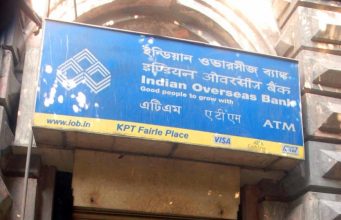 ইন্ডিয়ান ওভারসীজ ব্যাঙ্ক
इण्डियन ओवरसीज़ बैंक
Indian Overseas Bank
Good people to grow with
এটিএম ए टी एम ATM
www.iob.in KPT Fairle Place VISA